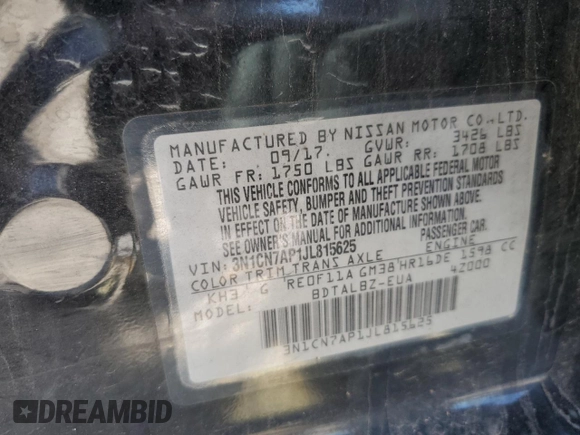 MANUFACTURED BY NISSAN MOTOR CO.,LTD.
DATE: 09/17. GVWR: 3426 LBS
GAWR FR: 1750 LBS GAWR RR: 1708 LBS
THIS VEHICLE CONFORMS TO ALL APPLICABLE FEDERAL MOTOR
VEHICLE SAFETY, BUMPER AND THEFT PREVENTION STANDARDS
IN EFFECT ON THE DATE OF MANUFACTURE SHOWN ABOVE.
SEE OWNER'S MANUAL FOR ADDITIONAL INFORMATION.
VIN: 3N1CN7AP1JL815625 PASSENGER CAR.
COLOR TRIM TRANS AXLE ENGINE
KH3 G RE0F11A GM38 HR16DE 1598 CC
MODEL: BDTALBZ-EUA 4Z000
3N1CN7AP1JL815625
DREAMBID